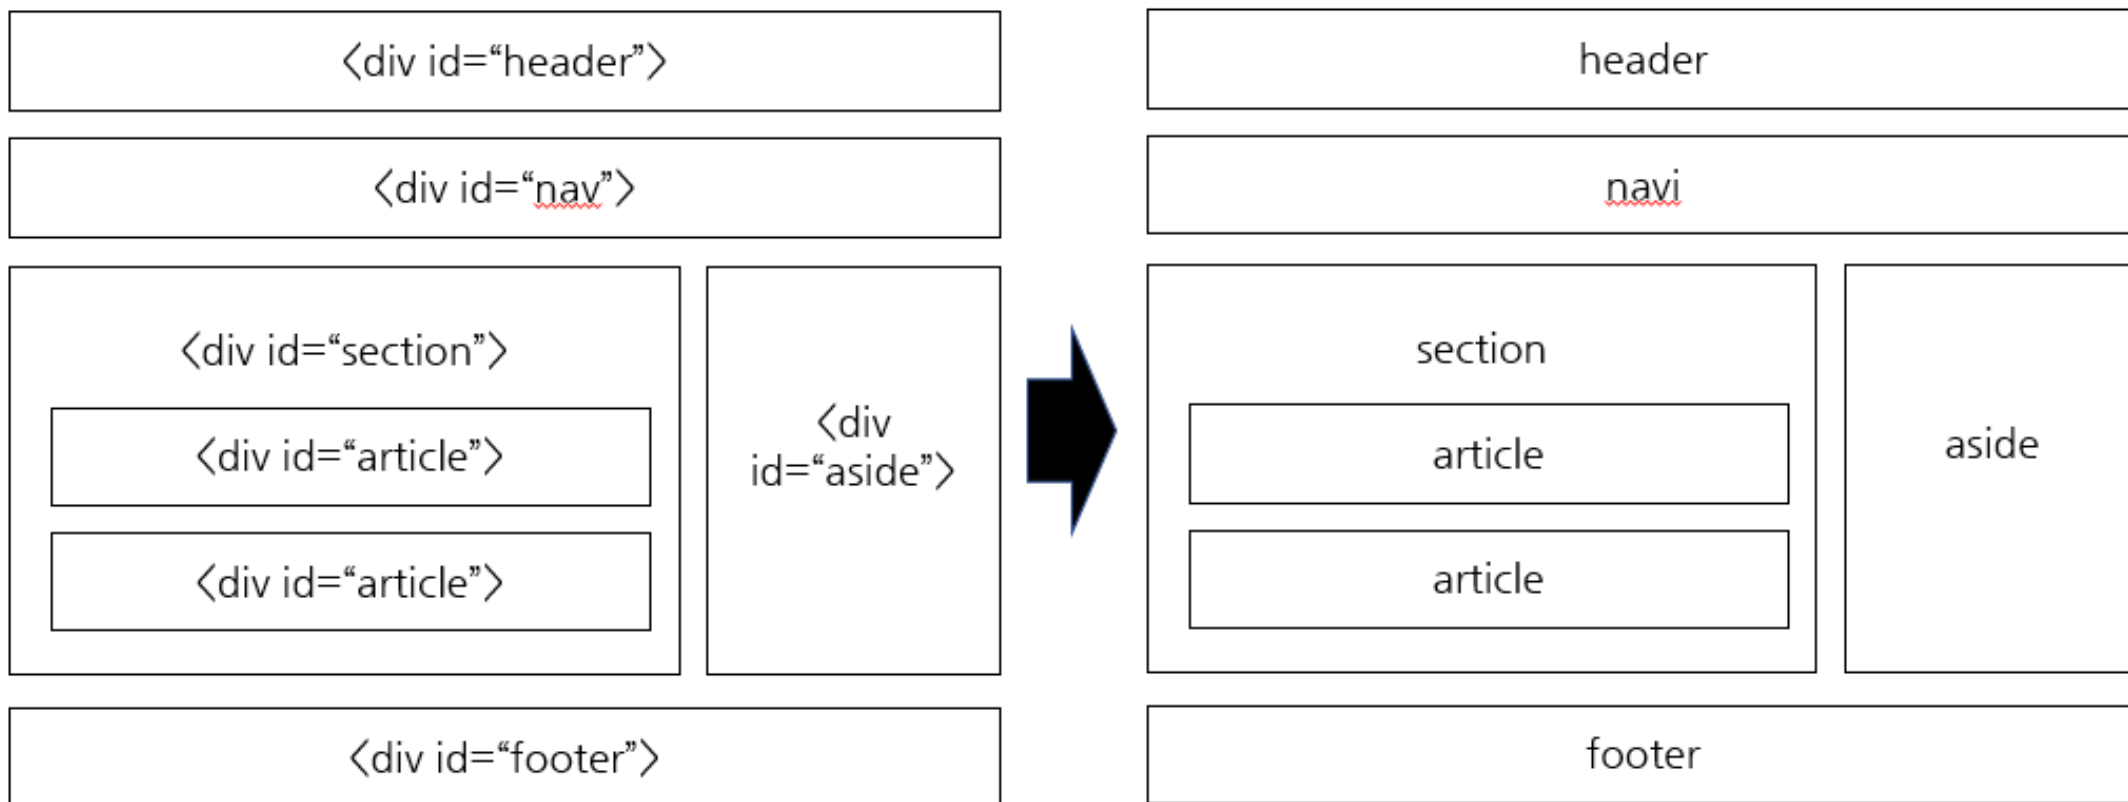 <div id=“header”>
<div id=“nav”>
<div id=“section”>
<div id=“article”>
<div id=“article”>
<div
id=“aside”>
<div id=“footer”>
header
navi
section
article
article
aside
footer